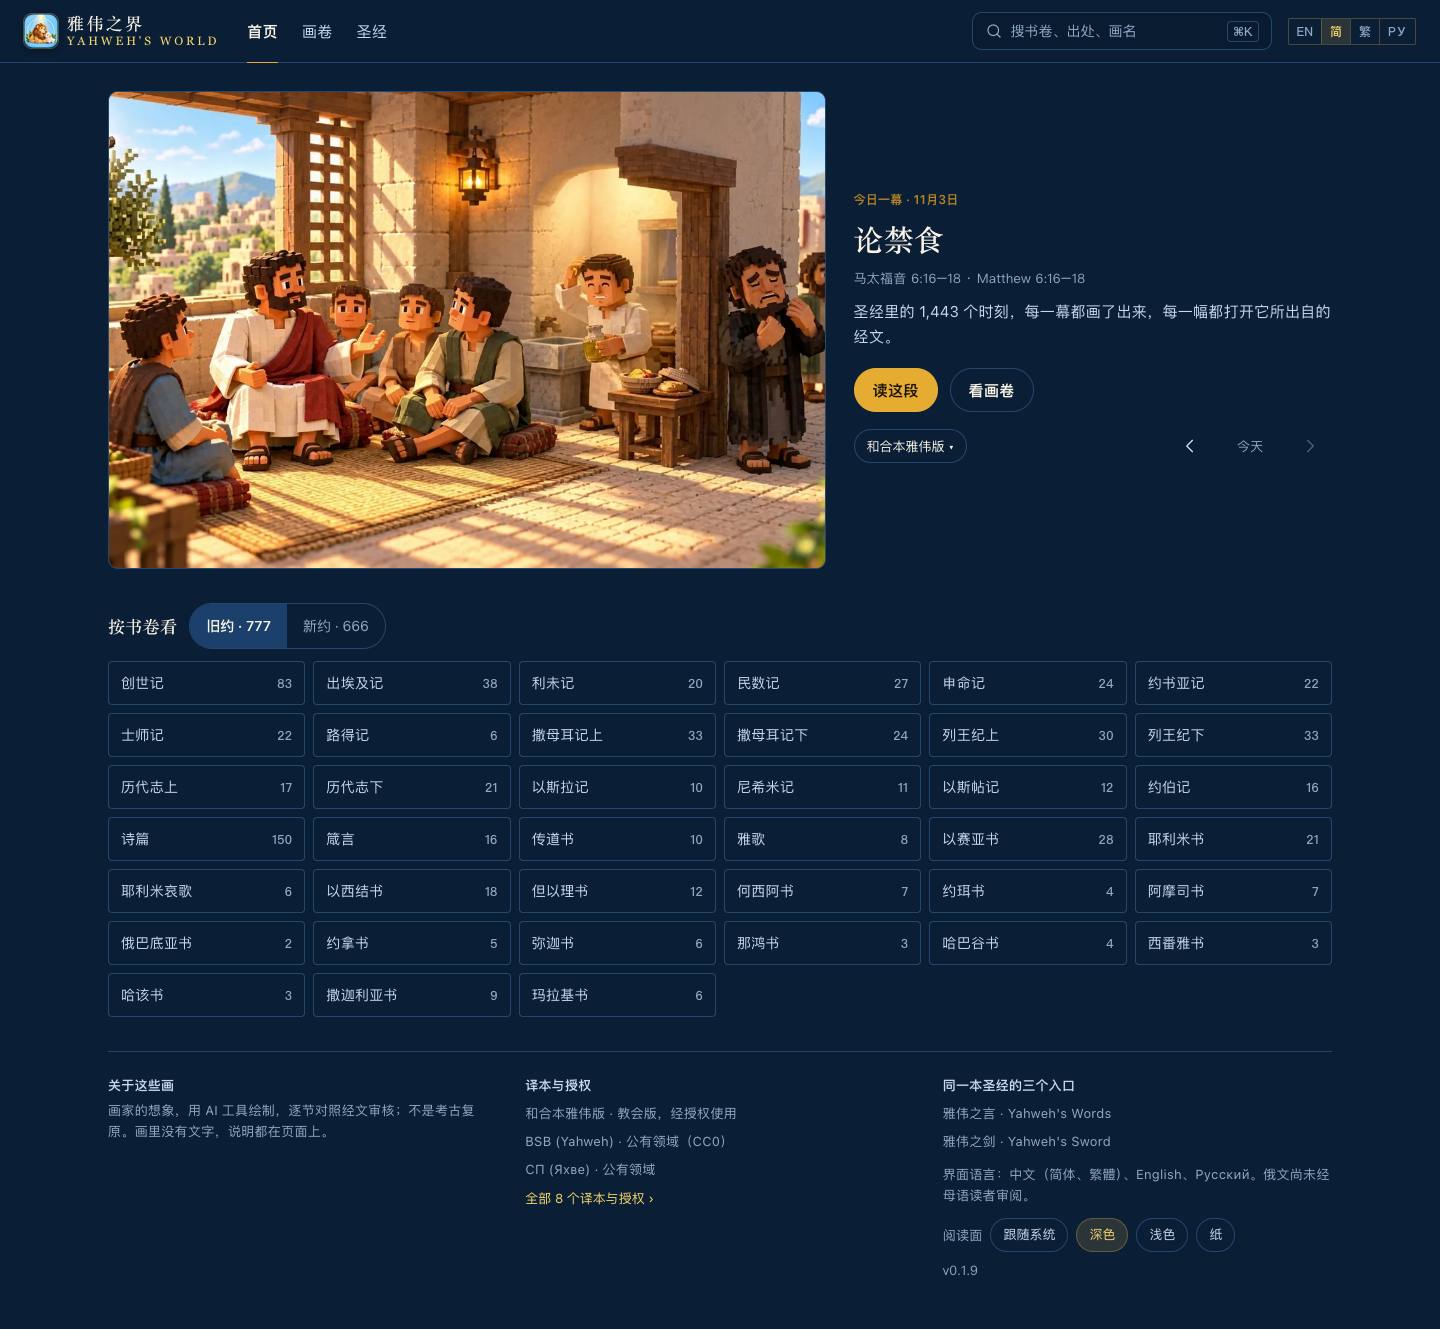 雅伟之界
YAHWEH'S WORLD
首页
画卷
圣经
搜书卷、出处、画名
⌘K
EN
简
繁
РУ
今日一幕 · 11月3日
论禁食
马太福音 6:16—18 · Matthew 6:16—18
圣经里的 1,443 个时刻，每一幕都画了出来，每一幅都打开它所出自的
经文。
读这段
看画卷
和合本雅伟版 ▾
今天
按书卷看
旧约 · 777
新约 · 666
创世记 83
出埃及记 38
利未记 20
民数记 27
申命记 24
约书亚记 22
士师记 22
路得记 6
撒母耳记上 33
撒母耳记下 24
列王纪上 30
列王纪下 33
历代志上 17
历代志下 21
以斯拉记 10
尼希米记 11
以斯帖记 12
约伯记 16
诗篇 150
箴言 16
传道书 10
雅歌 8
以赛亚书 28
耶利米书 21
耶利米哀歌 6
以西结书 18
但以理书 12
何西阿书 7
约珥书 4
阿摩司书 7
俄巴底亚书 2
约拿书 5
弥迦书 6
那鸿书 3
哈巴谷书 4
西番雅书 3
哈该书 3
撒迦利亚书 9
玛拉基书 6
关于这些画
画家的想象，用 AI 工具绘制，逐节对照经文审核；不是考古复
原。画里没有文字，说明都在页面上。
译本与授权
和合本雅伟版 · 教会版，经授权使用
BSB (Yahweh) · 公有领域（CC0）
СП (Яхве) · 公有领域
全部 8 个译本与授权 ›
同一本圣经的三个入口
雅伟之言 · Yahweh's Words
雅伟之剑 · Yahweh's Sword
界面语言：中文（简体、繁體）、English、Русский。俄文尚未经
母语读者审阅。
阅读面
跟随系统
深色
浅色
纸
v0.1.9